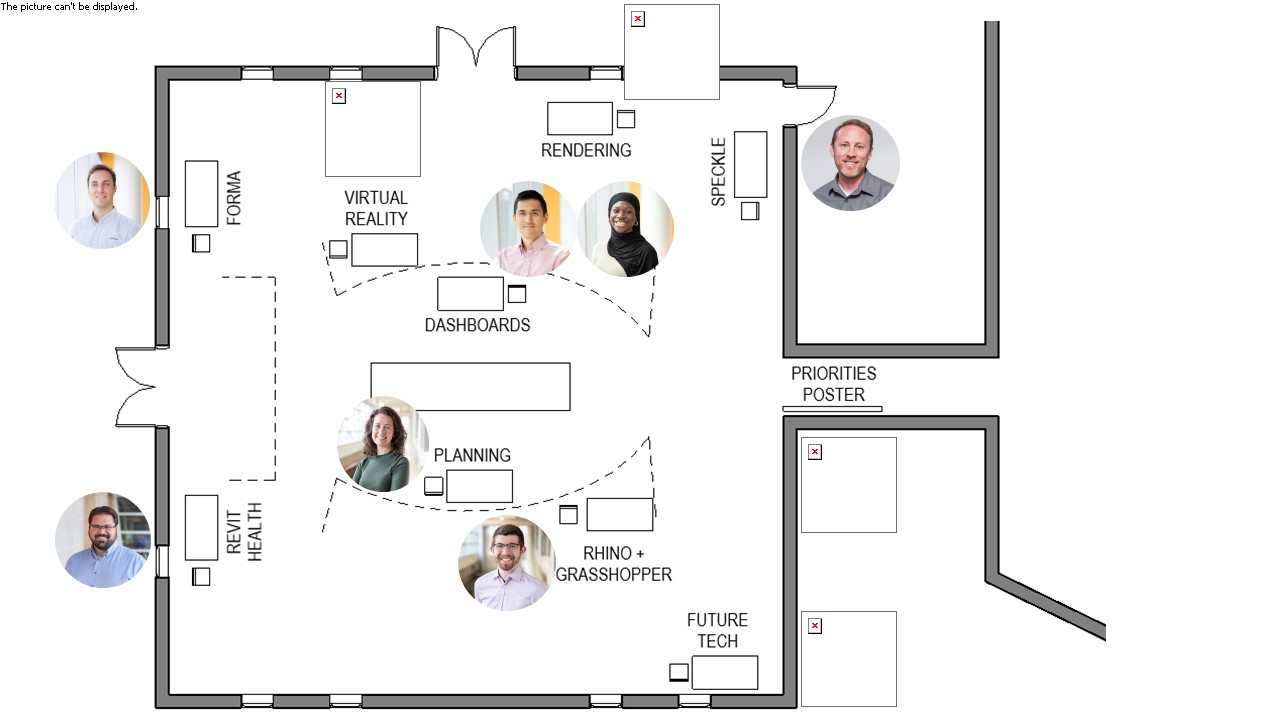 The picture can't be displayed.
RENDERING
SPECKLE
FORMA
VIRTUAL
REALITY
DASHBOARDS
PRIORITIES
POSTER
PLANNING
REVIT
HEALTH
RHINO +
GRASSHOPPER
FUTURE
TECH